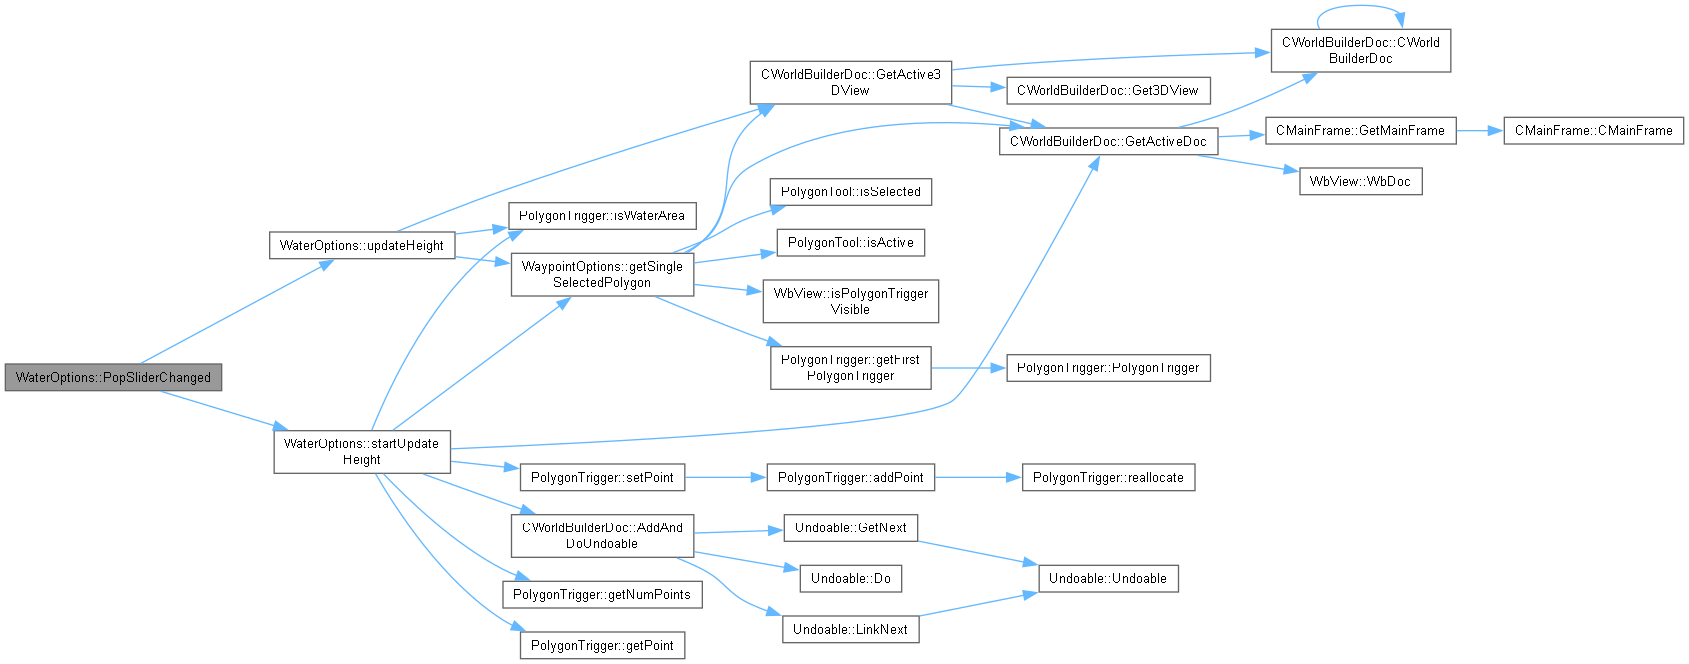 WaterOptions::PopSliderChanged
WaterOptions::updateHeight
WaterOptions::startUpdate
Height
PolygonTrigger::isWaterArea
WaypointOptions::getSingle
SelectedPolygon
PolygonTrigger::setPoint
CWorldBuilderDoc::AddAnd
DoUndoable
PolygonTrigger::getNumPoints
PolygonTrigger::getPoint
CWorldBuilderDoc::GetActive3
DView
PolygonTool::isSelected
PolygonTool::isActive
WbView::isPolygonTrigger
Visible
PolygonTrigger::getFirst
PolygonTrigger
PolygonTrigger::addPoint
Undoable::GetNext
Undoable::Do
Undoable::LinkNext
CWorldBuilderDoc::Get3DView
CWorldBuilderDoc::GetActiveDoc
PolygonTrigger::PolygonTrigger
PolygonTrigger::reallocate
Undoable::Undoable
CWorldBuilderDoc::CWorld
BuilderDoc
CMainFrame::GetMainFrame
WbView::WbDoc
CMainFrame::CMainFrame